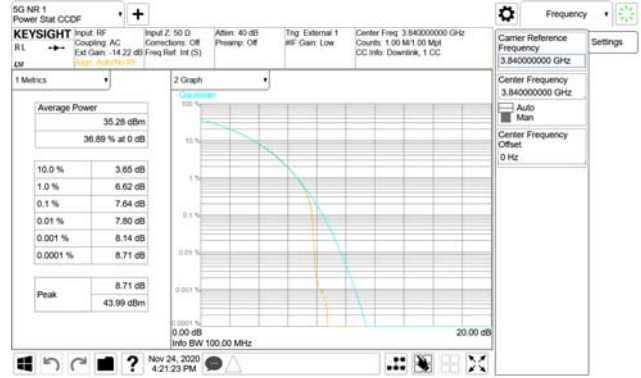 5G NR 1
Power Stat CCDF
+
Frequency
KEYSIGHT
RL
Input: RF
Coupling: AC
Ext Gain: -14.22 dB
Align: Auto/No RF
Input Z: 50 Ω
Corrections: Off
Freq Ref: Int (S)
Atten: 40 dB
Preamp: Off
Trig: External 1
#IF Gain: Low
Center Freq: 3.840000000 GHz
Counts: 1.00 M/1.00 Mpt
CC Info: Downlink, 1 CC
1 Metrics
Average Power
35.28 dBm
36.89 % at 0 dB
10.0 % 3.65 dB
1.0 % 6.62 dB
0.1 % 7.64 dB
0.01 % 7.80 dB
0.001 % 8.14 dB
0.0001 % 8.71 dB
Peak
8.71 dB
43.99 dBm
2 Graph
Gaussian
100 %
10 %
1 %
0.1 %
0.01 %
0.001 %
0.0001 %
0.00 dB
20.00 dB
Info BW 100.00 MHz
Carrier Reference
Frequency
3.840000000 GHz
Center Frequency
3.840000000 GHz
Auto
Man
Center Frequency
Offset
0 Hz
Settings
?
Nov 24, 2020
4:21:23 PM